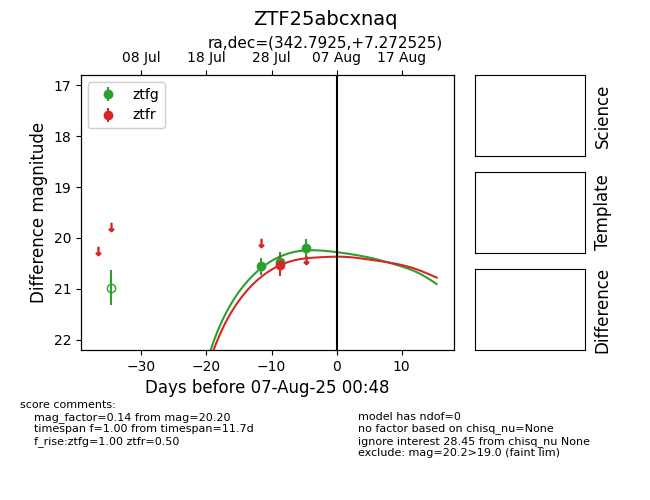 ZTF25abcxnaq
ra,dec=(342.7925,+7.272525)
08 Jul 18 Jul 28 Jul 07 Aug 17 Aug
ztfg
ztfr
17
18
19
20
21
22
Difference magnitude
−30 −20 −10 0 10
Days before 07-Aug-25 00:48
Science
Template
Difference
score comments:
mag_factor=0.14 from mag=20.20
timespan f=1.00 from timespan=11.7d
f_rise:ztfg=1.00 ztfr=0.50
model has ndof=0
no factor based on chisq_nu=None
ignore interest 28.45 from chisq_nu None
exclude: mag=20.2>19.0 (faint lim)